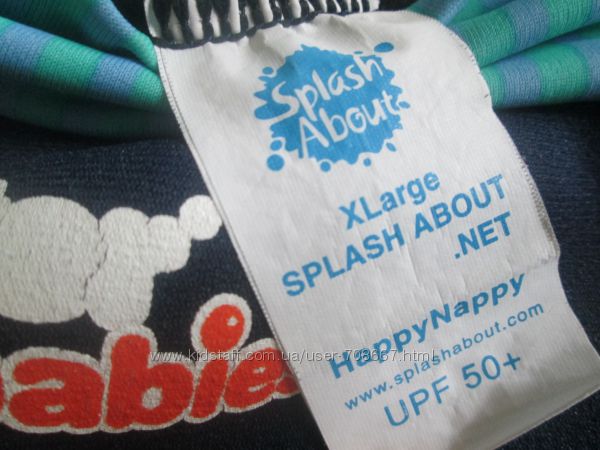 Splash
About
XLarge
SPLASH ABOUT
.NET
HappyNappy
www.splashabout.com
UPF 50+
abies
www.kidstaff.com.ua/user-708667.html